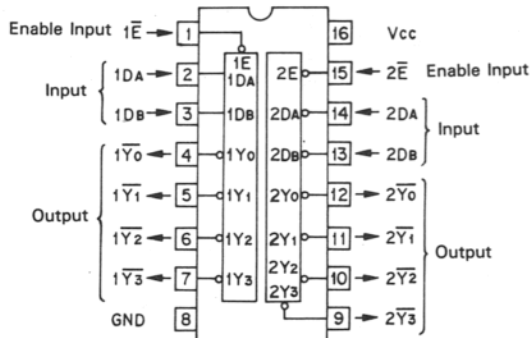 Enable Input 1E̅ 1 16 Vcc
1E 2E 15 2E̅ Enable Input
Input 1DA 2 1DA 2DA 14 2DA Input
1DB 3 1DB 2DB 13 2DB
Output 1Y̅0̅ 4 1Y0 2Y0 12 2Y̅0̅ Output
1Y̅1̅ 5 1Y1 2Y1 11 2Y̅1̅
1Y̅2̅ 6 1Y2 2Y2 10 2Y̅2̅
1Y̅3̅ 7 1Y3 2Y3 9 2Y̅3̅
GND 8